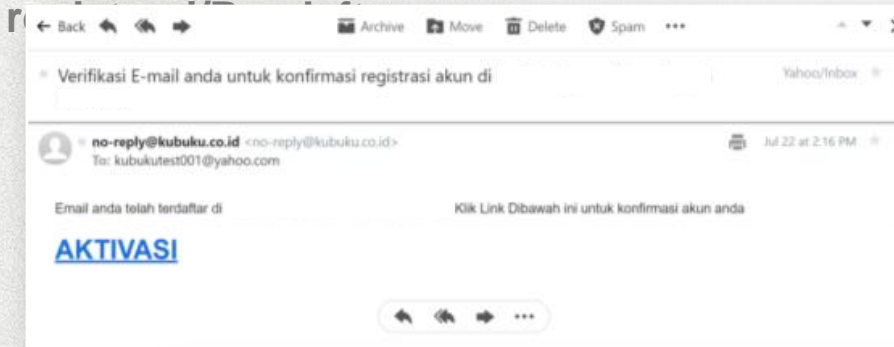 ← Back Archive Move Delete Spam •••
Verifikasi E-mail anda untuk konfirmasi registrasi akun di Yahoo/Inbox
no-reply@kubuku.co.id <no-reply@kubuku.co.id> Jul 22 at 2:16 PM
To: kubukutest001@yahoo.com
Email anda telah terdaftar di Klik Link Dibawah ini untuk konfirmasi akun anda
AKTIVASI